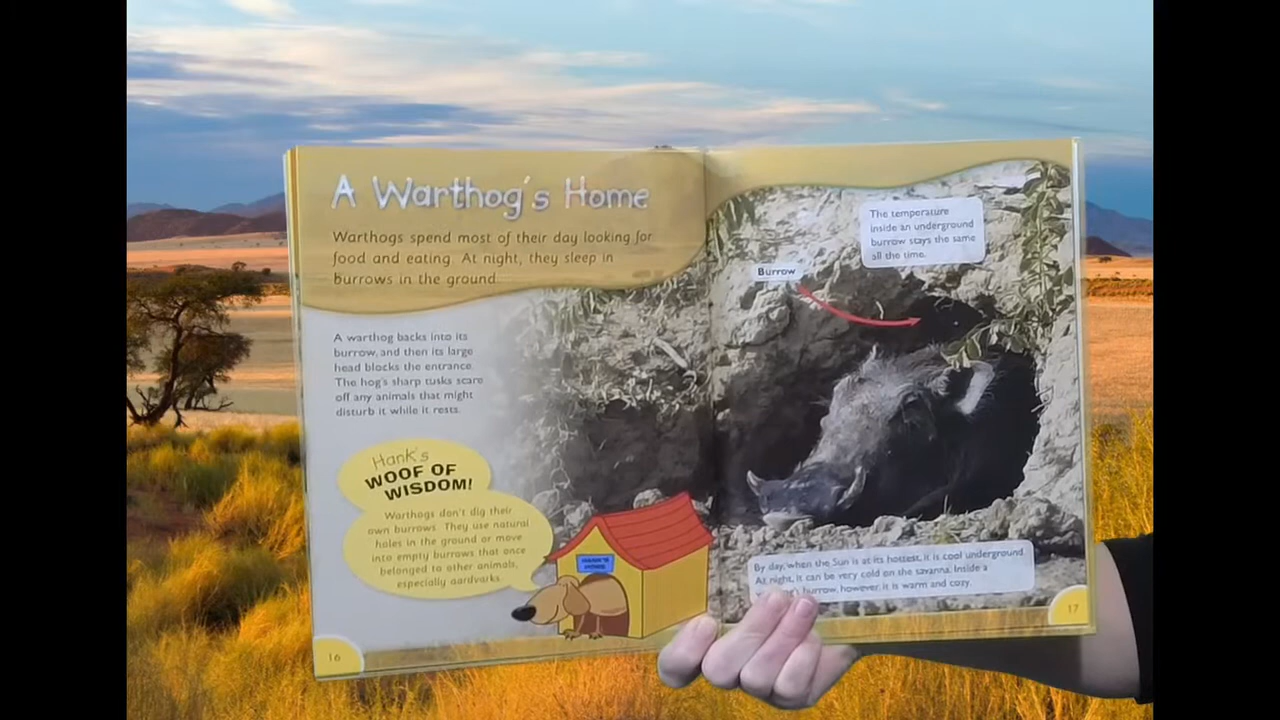 A Warthog's Home
Warthogs spend most of their day looking for
food and eating. At night, they sleep in
burrows in the ground.
A warthog backs into its
burrow, and then its large
head blocks the entrance.
The hog's sharp tusks scare
off any animals that might
disturb it while it rests.
Hank's
WOOF OF
WISDOM!
Warthogs don't dig their
own burrows. They use natural
holes in the ground or move
into empty burrows that once
belonged to other animals,
especially aardvarks.
HANK'S
HOME
16
The temperature
inside an underground
burrow stays the same
all the time.
Burrow
By day, when the Sun is at its hottest, it is cool underground.
At night, it can be very cold on the savanna. Inside a
burrow, however, it is warm and cozy.
17